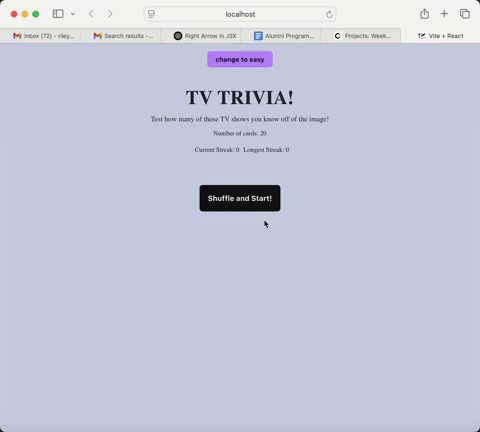 localhost
Inbox (72) - riley...
Search results -...
Right Arrow in JSX
Alumni Program...
Projects: Week...
Vite + React
change to easy
TV TRIVIA!
Test how many of these TV shows you know off of the image!
Number of cards: 20
Current Streak: 0 Longest Streak: 0
Shuffle and Start!